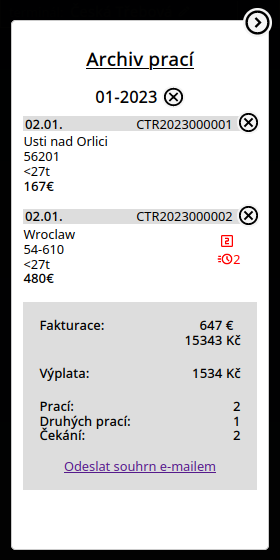 Archiv prací
01-2023
02.01. CTR2023000001
Usti nad Orlici
56201
<27t
167€
02.01. CTR2023000002
Wroclaw
54-610
<27t
480€
2
2
Fakturace: 647 €
15343 Kč
Výplata: 1534 Kč
Prací: 2
Druhých prací: 1
Čekání: 2
Odeslat souhrn e-mailem